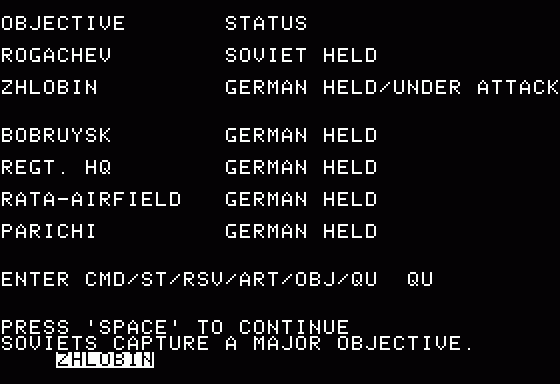 OBJECTIVE STATUS
ROGACHEV SOVIET HELD
ZHLOBIN GERMAN HELD/UNDER ATTACK
BOBRUYSK GERMAN HELD
REGT. HQ GERMAN HELD
RATA-AIRFIELD GERMAN HELD
PARICHI GERMAN HELD
ENTER CMD/ST/RSV/ART/OBJ/QU QU
PRESS 'SPACE' TO CONTINUE
SOVIETS CAPTURE A MAJOR OBJECTIVE.
ZHLOBIN